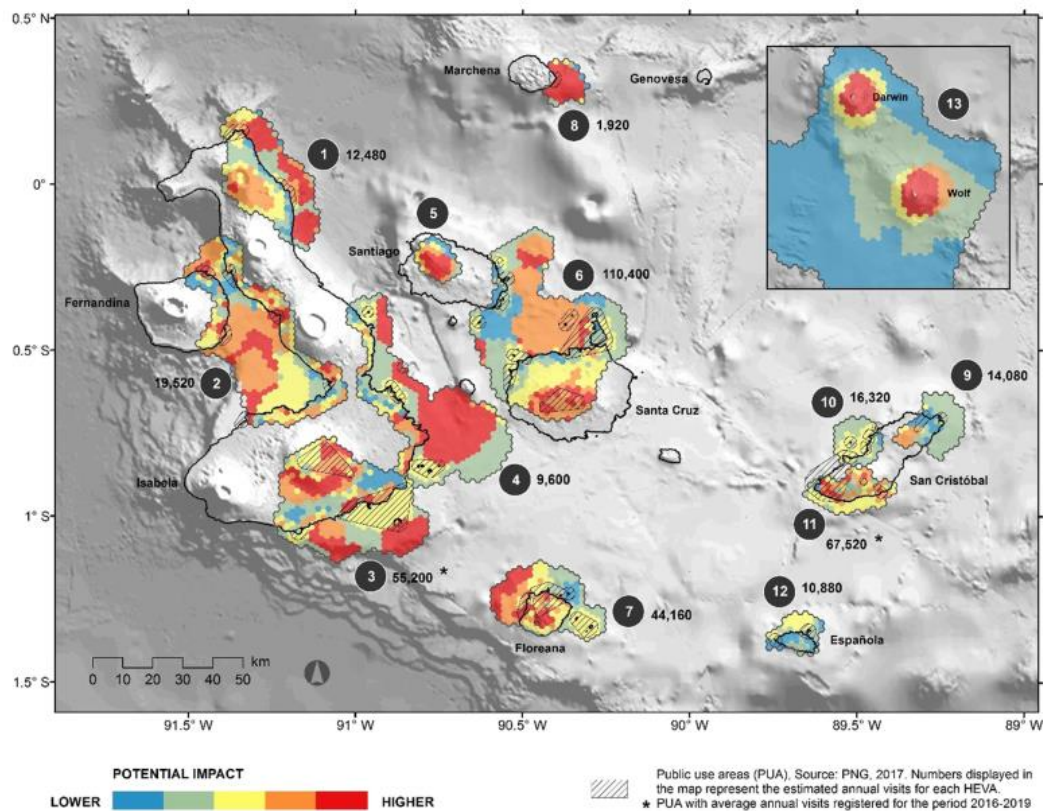 0.5° N
Marchena
Genovesa
Darwin
13
8 1,920
Wolf
1 12,480
0°
5
Santiago
6
110,400
Fernandina
0.5° S
19,520 2
9 14,080
10 16,320
Santa Cruz
Isabela
4 9,600
San Cristóbal
1° S
11
67,520 *
3 55,200 *
12 10,880
7 44,160
Floreana
Española
km
0 10 20 30 40 50
1.5° S
91.5° W 91° W 90.5° W 90° W 89.5° W 89° W
POTENTIAL IMPACT
LOWER HIGHER
Public use areas (PUA), Source: PNG, 2017. Numbers displayed in
the map represent the estimated annual visits for each HEVA.
* PUA with average annual visits registered for the period 2016-2019